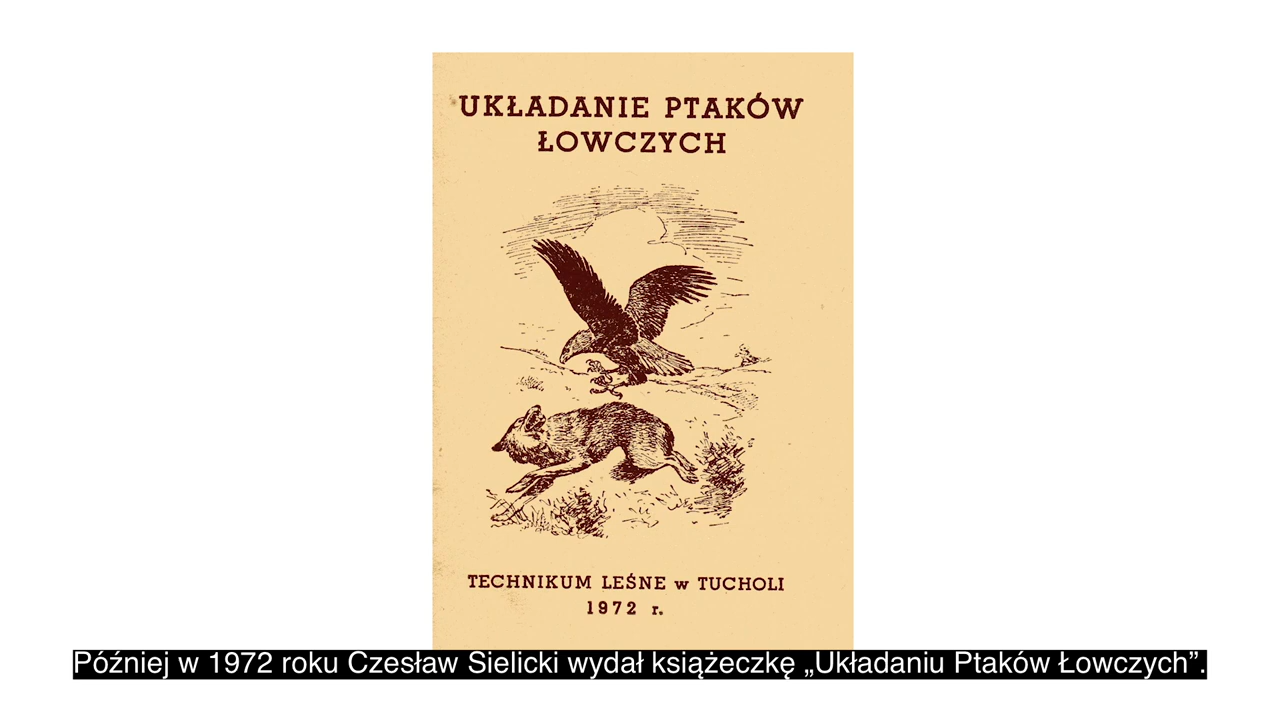 UKŁADANIE PTAKÓW
ŁOWCZYCH
TECHNIKUM LEŚNE w TUCHOLI
1972 r.
Później w 1972 roku Czesław Sielicki wydał książeczkę „Układaniu Ptaków Łowczych”.